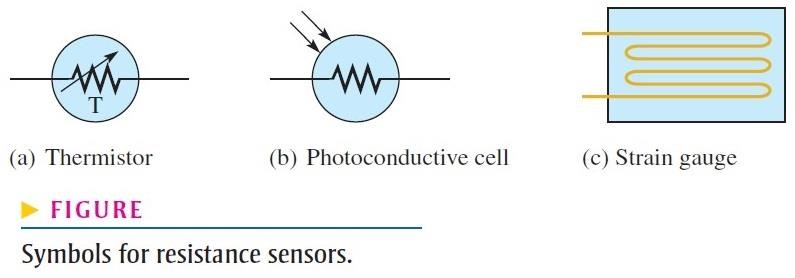 T
(a) Thermistor
(b) Photoconductive cell
(c) Strain gauge
FIGURE
Symbols for resistance sensors.